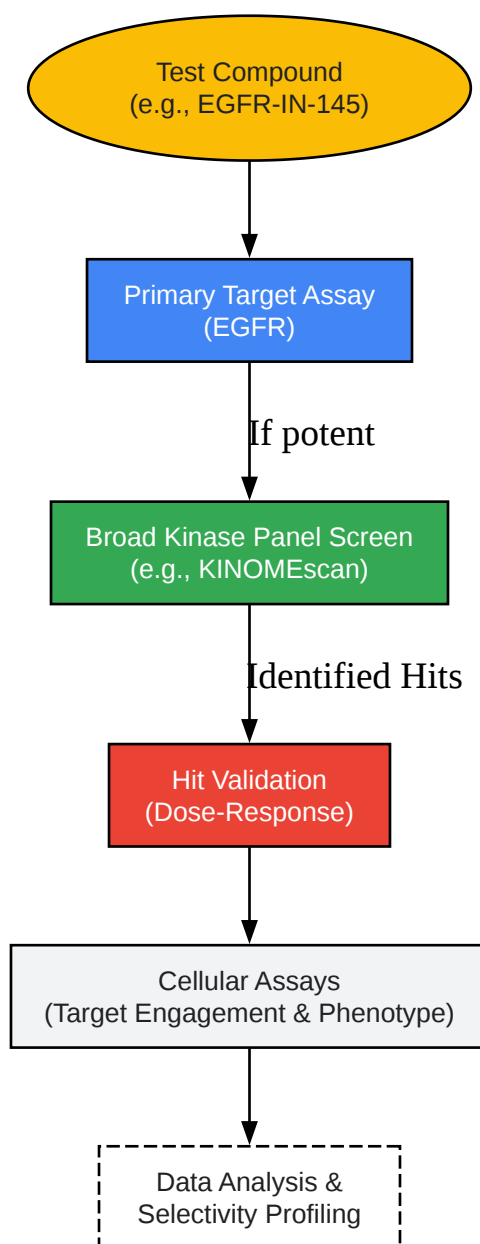 Test Compound
(e.g., EGFR-IN-145)
Primary Target Assay
(EGFR)
If potent
Broad Kinase Panel Screen
(e.g., KINOMEscan)
Identified Hits
Hit Validation
(Dose-Response)
Cellular Assays
(Target Engagement & Phenotype)
Data Analysis &
Selectivity Profiling